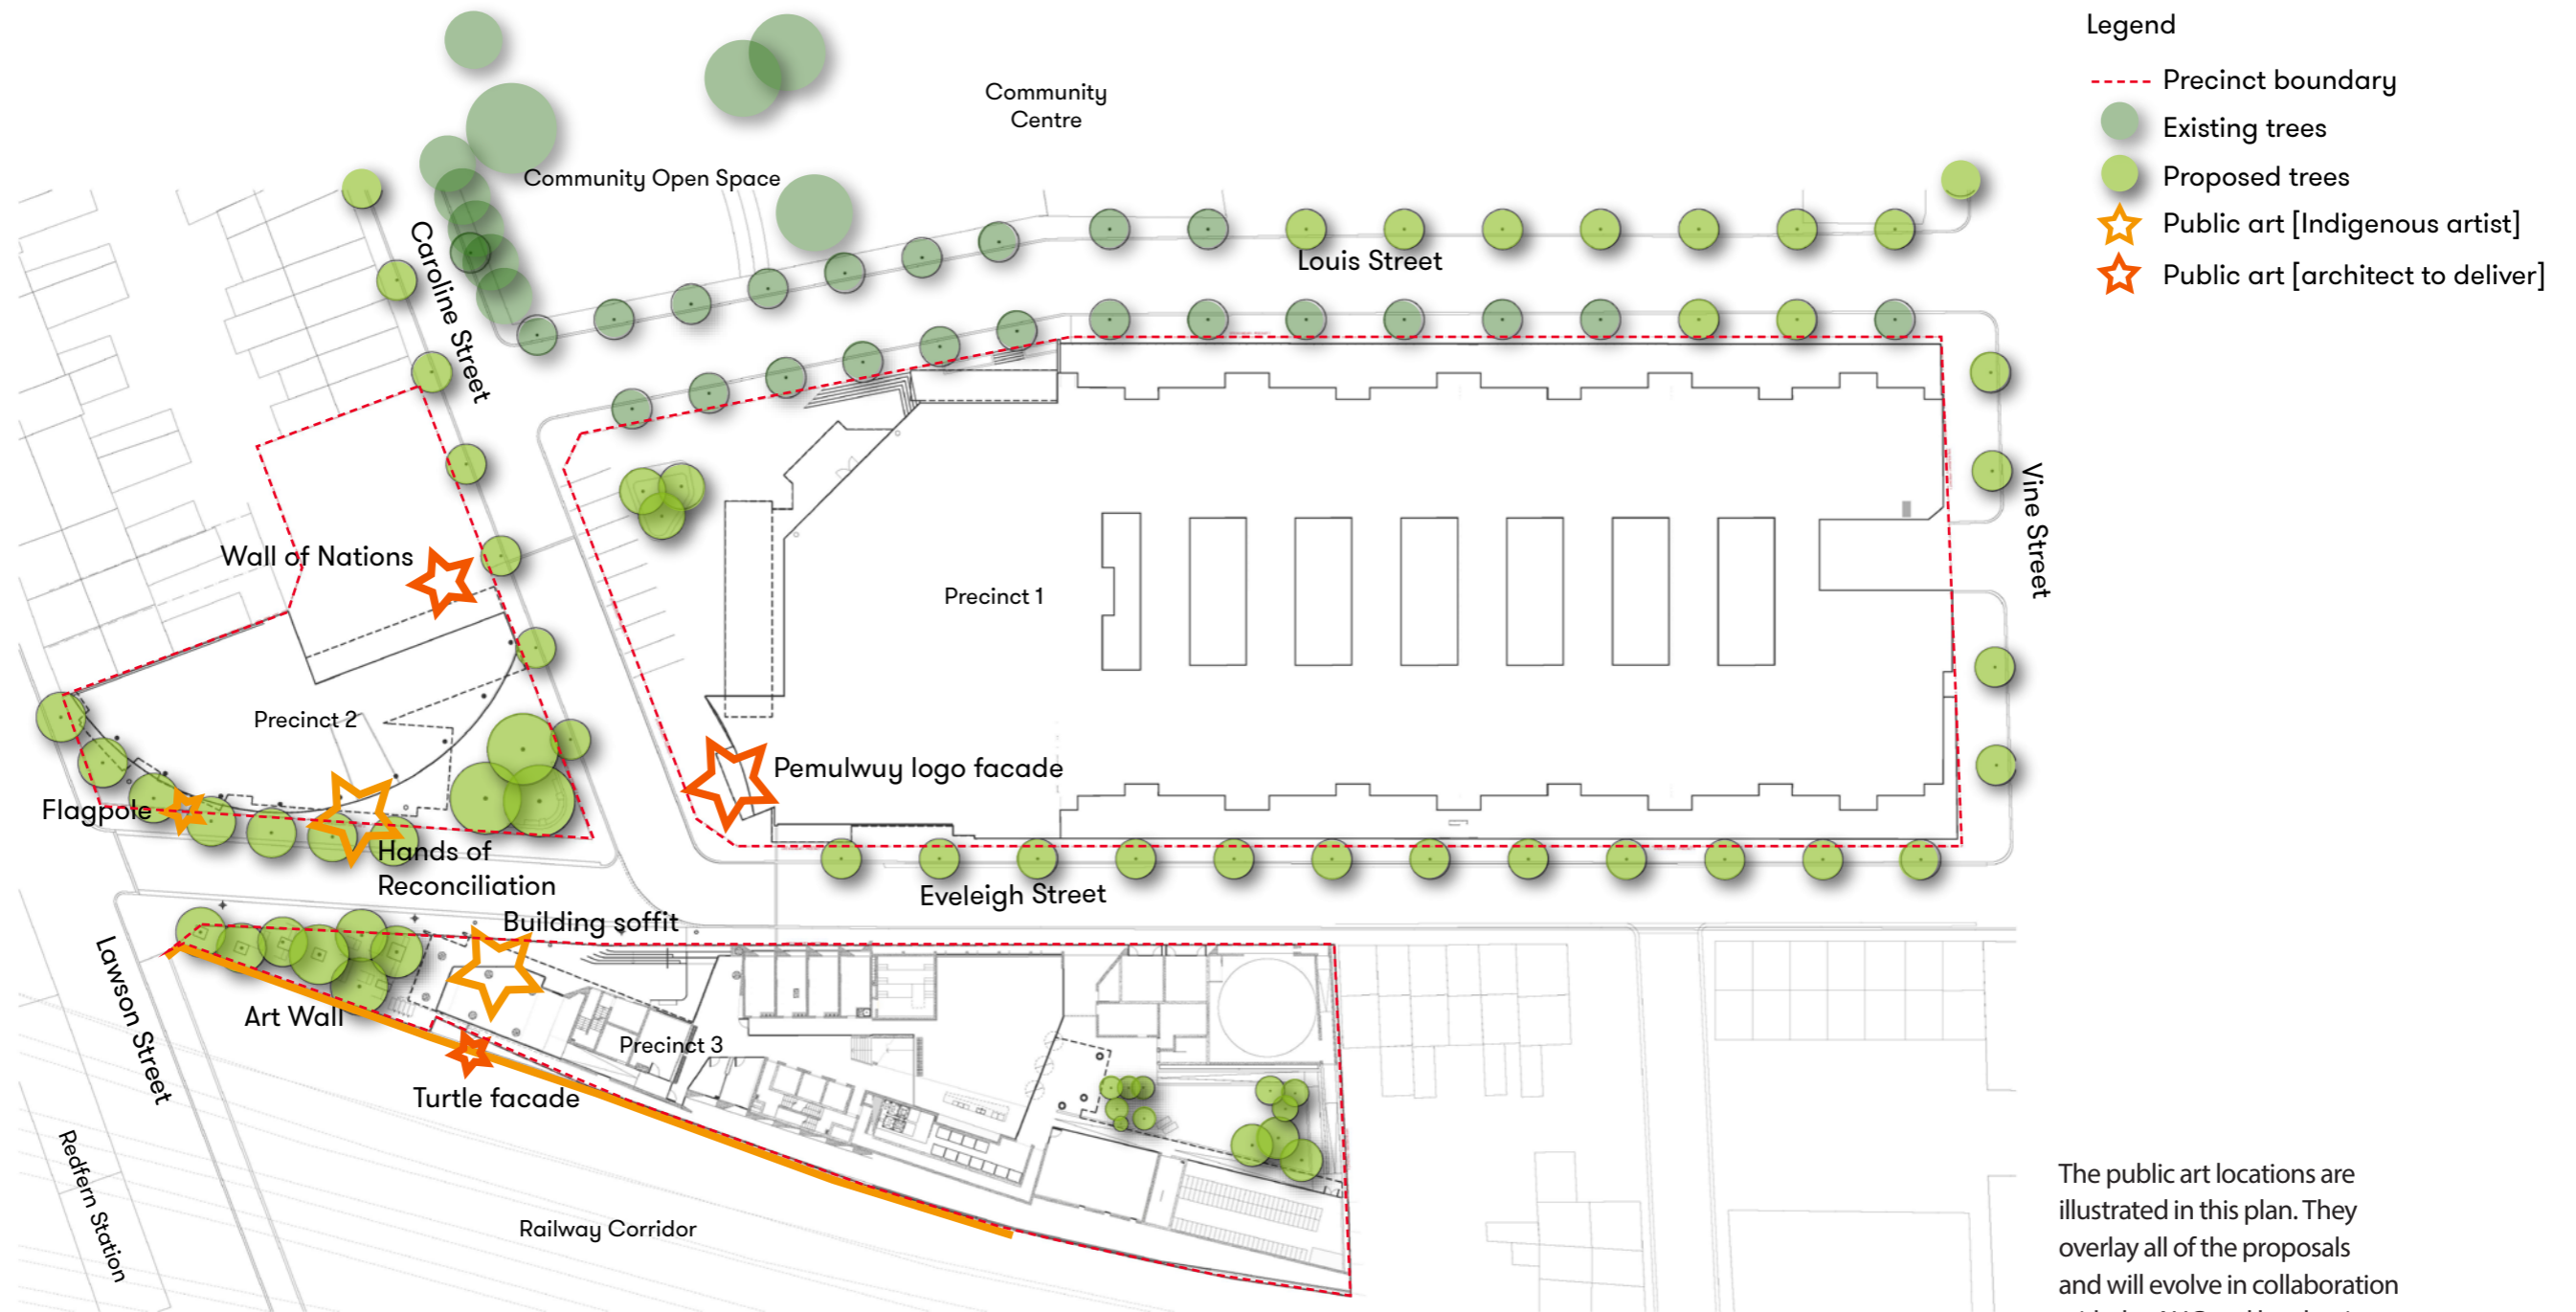 Legend
Precinct boundary
Existing trees
Proposed trees
Public art [Indigenous artist]
Public art [architect to deliver]
Community
Centre
Community Open Space
Caroline Street
Louis Street
Vine Street
Wall of Nations
Precinct 1
Precinct 2
Pemulwuy logo facade
Flagpole
Hands of
Reconciliation
Eveleigh Street
Building soffit
Lawson Street
Art Wall
Precinct 3
Turtle facade
Redfern Station
Railway Corridor
The public art locations are
illustrated in this plan. They
overlay all of the proposals
and will evolve in collaboration